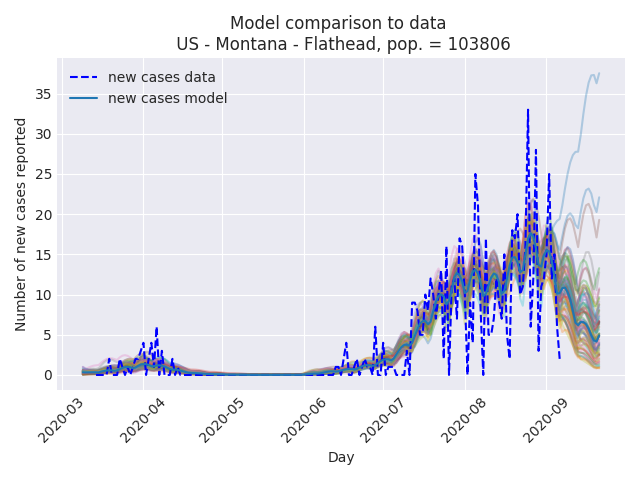 Model comparison to data
US - Montana - Flathead, pop. = 103806
new cases data
new cases model
Number of new cases reported
35
30
25
20
15
10
5
0
2020-03
2020-04
2020-05
2020-06
2020-07
2020-08
2020-09
Day